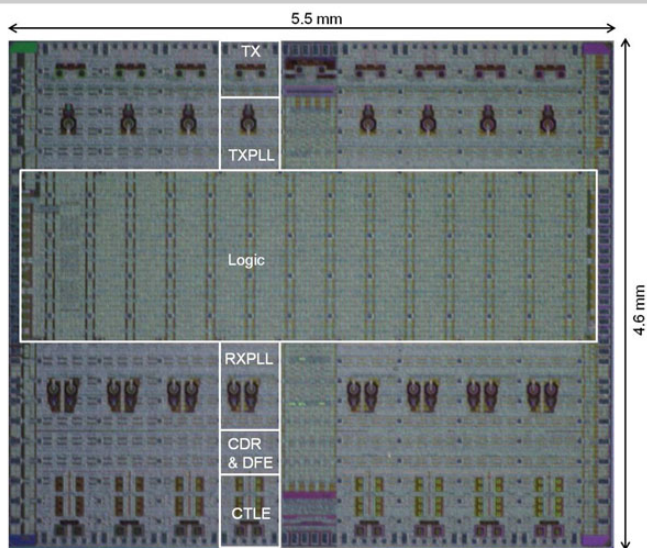 5.5 mm
TX
TXPLL
Logic
4.6 mm
RXPLL
CDR
& DFE
CTLE